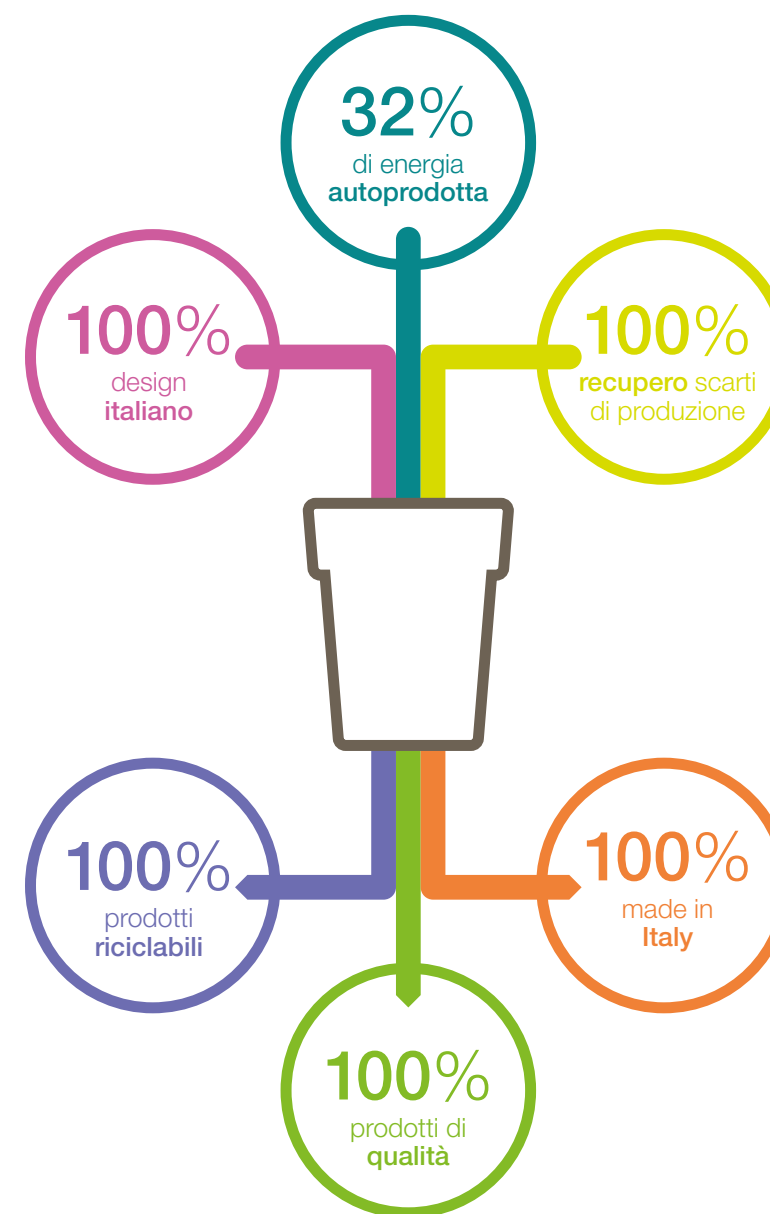 32%
di energia
autoprodotta
100%
design
italiano
100%
recupero scarti
di produzione
100%
prodotti
riciclabili
100%
made in
Italy
100%
prodotti di
qualità